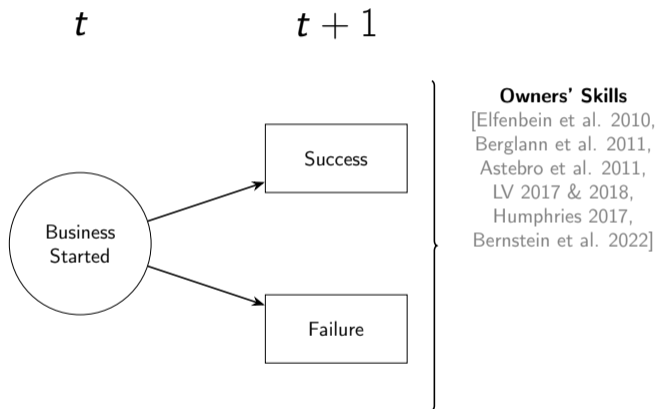 t
t + 1
Business
Started
Success
Failure
Owners' Skills
[Elfenbein et al. 2010,
Berglann et al. 2011,
Astebro et al. 2011,
LV 2017 & 2018,
Humphries 2017,
Bernstein et al. 2022]